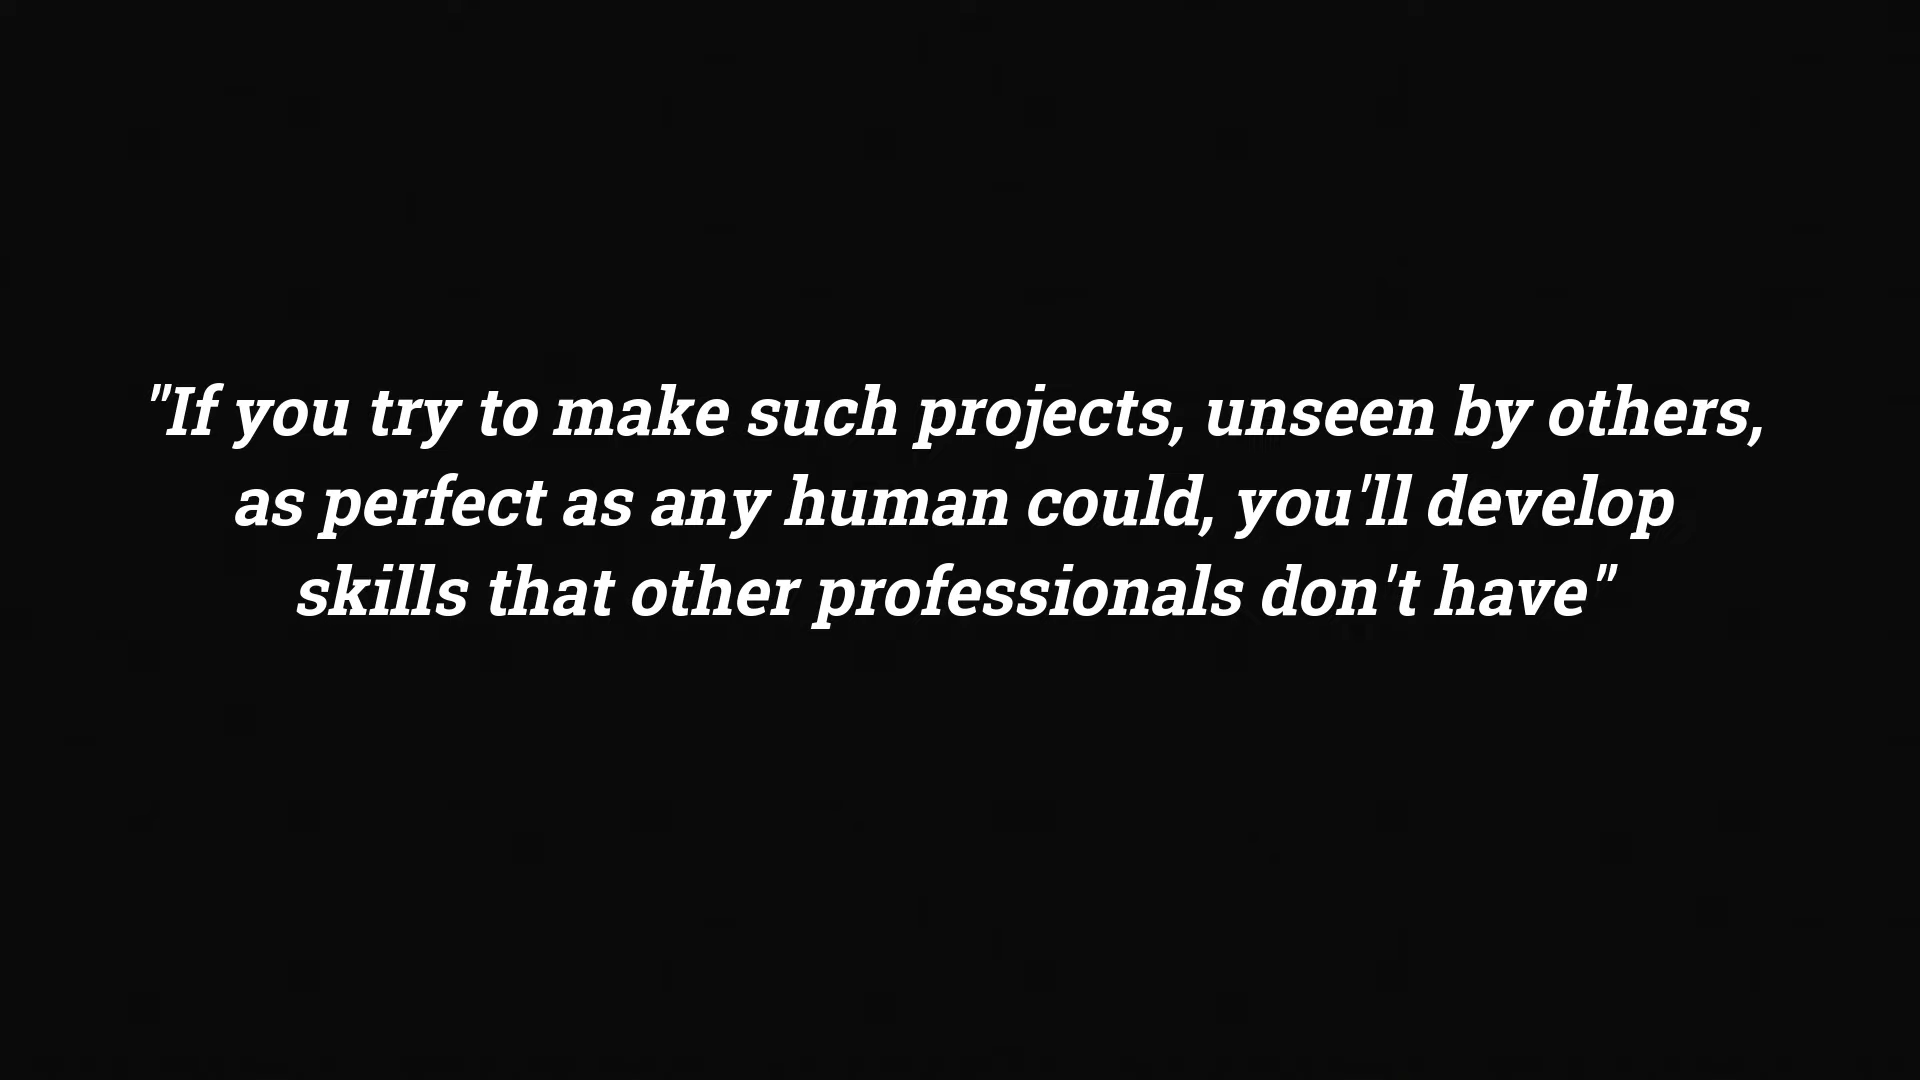 "If you try to make such projects, unseen by others,
as perfect as any human could, you'll develop
skills that other professionals don't have"